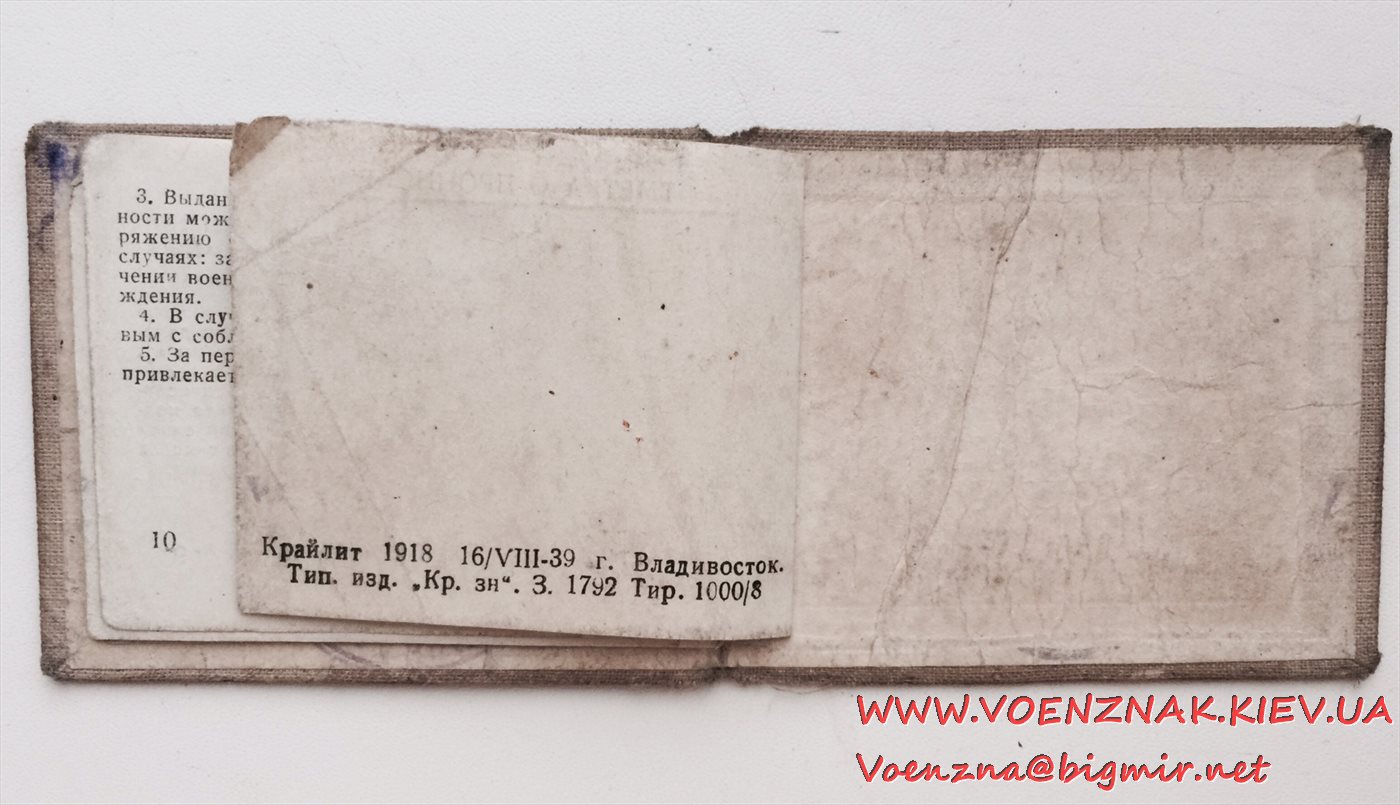 3. Выдан
ности мож
ряжению
случаях: за
чении воен
ждения.
4. В слу
вым с собл
5. За пер
привлекает
10
Крайлит 1918 16/VIII-39 г. Владивосток.
Тип. изд. „Кр. зн“. З. 1792 Тир. 1000/8
WWW.VOENZNAK.KIEV.UA
Voenzna@bigmir.net